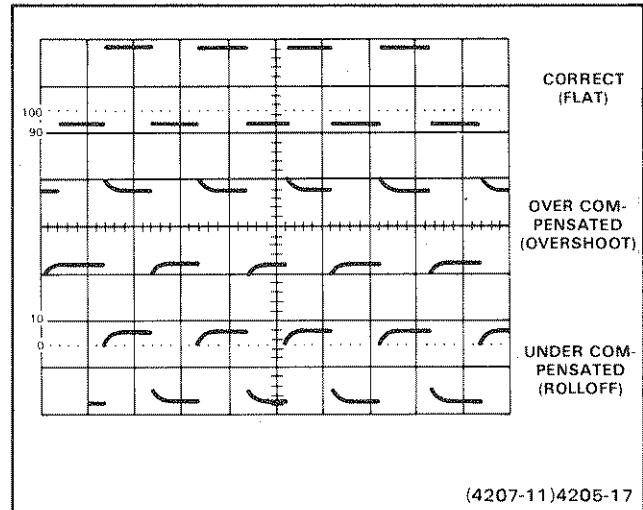 CORRECT
(FLAT)
100
90
OVER COM-
PENSATED
(OVERSHOOT)
10
0
UNDER COM-
PENSATED
(ROLLOFF)
(4207-11)4205-17